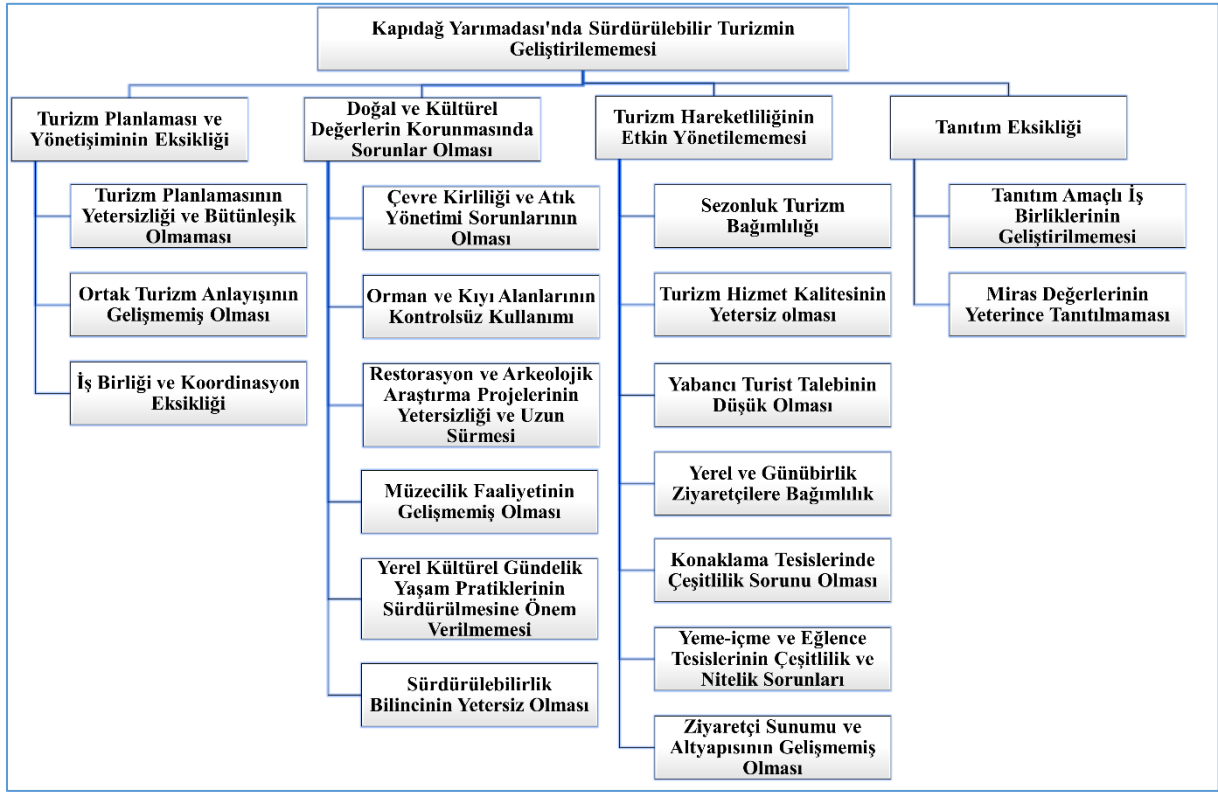 Kapıdağ Yarımadası'nda Sürdürülebilir Turizmin
Geliştirilememesi
Turizm Planlaması ve
Yönetişiminin Eksikliği
Turizm Planlamasının
Yetersizliği ve Bütünleşik
Olmaması
Ortak Turizm Anlayışının
Gelişmemiş Olması
İş Birliği ve Koordinasyon
Eksikliği
Doğal ve Kültürel
Değerlerin Korunmasında
Sorunlar Olması
Çevre Kirliliği ve Atık
Yönetimi Sorunlarının
Olması
Orman ve Kıyı Alanlarının
Kontrolsüz Kullanımı
Restorasyon ve Arkeolojik
Araştırma Projelerinin
Yetersizliği ve Uzun
Sürmesi
Müzecilik Faaliyetinin
Gelişmemiş Olması
Yerel Kültürel Gündelik
Yaşam Pratiklerinin
Sürdürülmesine Önem
Verilmemesi
Sürdürülebilirlik
Bilincinin Yetersiz Olması
Turizm Hareketliliğinin
Etkin Yönetilememesi
Sezonluk Turizm
Bağımlılığı
Turizm Hizmet Kalitesinin
Yetersiz olması
Yabancı Turist Talebinin
Düşük Olması
Yerel ve Günübirlik
Ziyaretçilere Bağımlılık
Konaklama Tesislerinde
Çeşitlilik Sorunu Olması
Yeme-içme ve Eğlence
Tesislerinin Çeşitlilik ve
Nitelik Sorunları
Ziyaretçi Sunumu ve
Altyapısının Gelişmemiş
Olması
Tanıtım Eksikliği
Tanıtım Amaçlı İş
Birliklerinin
Geliştirilmemesi
Miras Değerlerinin
Yeterince Tanıtılmaması